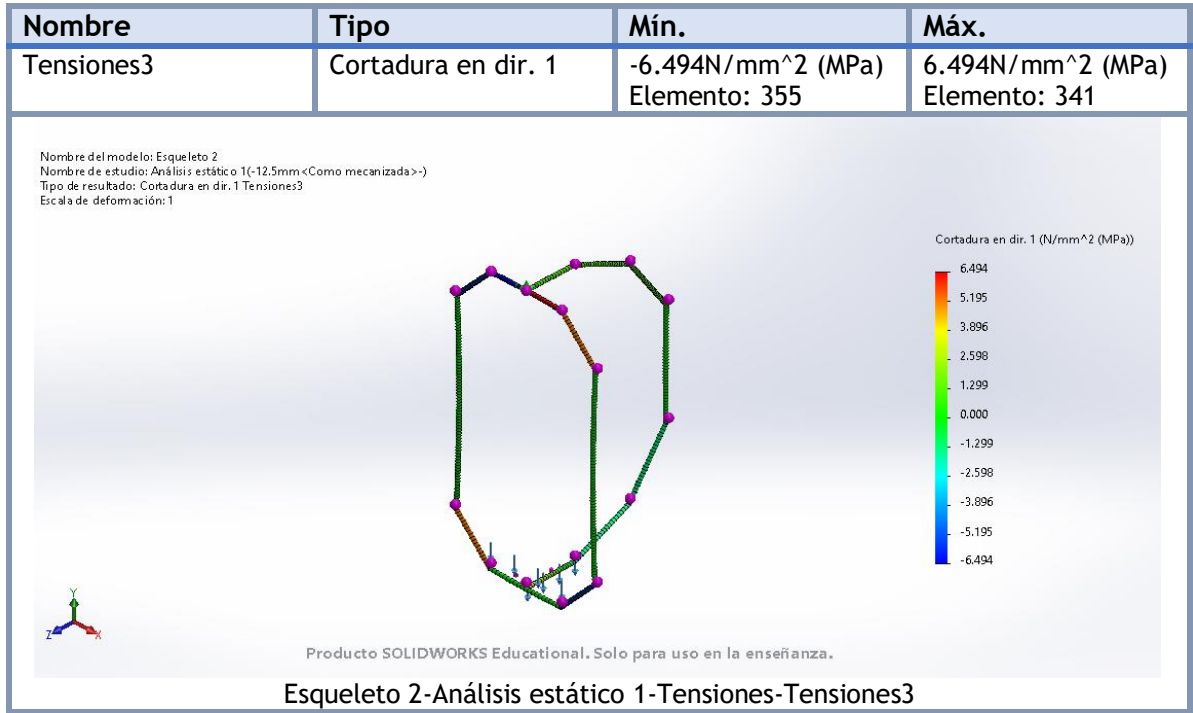 Nombre Tipo Mín. Máx.
Tensiones3 Cortadura en dir. 1 -6.494N/mm^2 (MPa) 6.494N/mm^2 (MPa)
Elemento: 355 Elemento: 341
Nombre del modelo: Esqueleto 2
Nombre de estudio: Análisis estático 1(-12.5mm<Como mecanizada>-)
Tipo de resultado: Cortadura en dir. 1 Tensiones3
Escala de deformación: 1
Cortadura en dir. 1 (N/mm^2 (MPa))
6.494
5.195
3.896
2.598
1.299
0.000
-1.299
-2.598
-3.896
-5.195
-6.494
Y
Z X
Producto SOLIDWORKS Educational. Solo para uso en la enseñanza.
Esqueleto 2-Análisis estático 1-Tensiones-Tensiones3